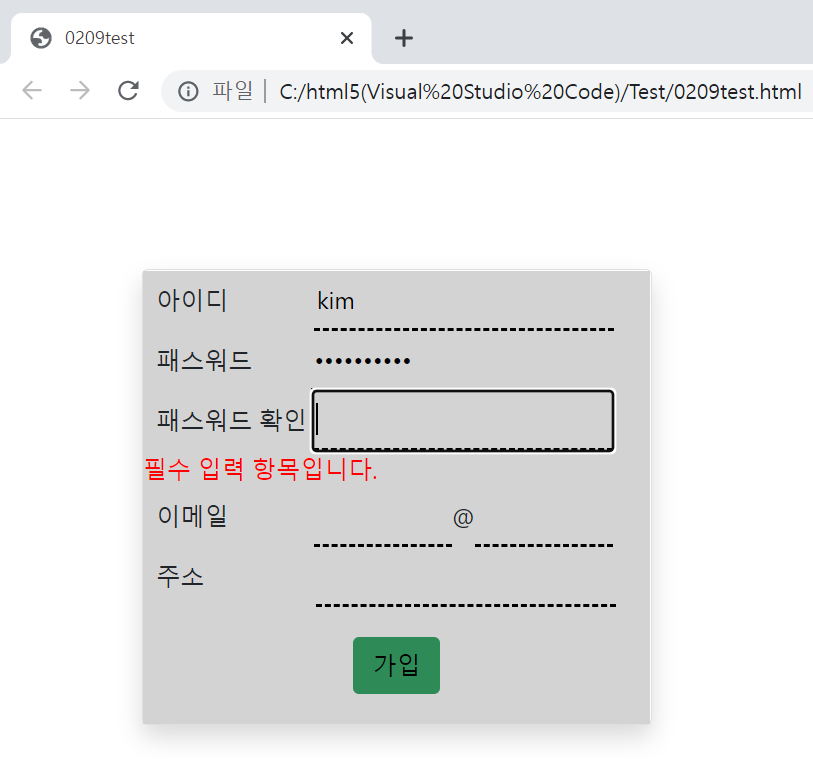 0209test
파일 C:/html5(Visual%20Studio%20Code)/Test/0209test.html
아이디 kim
패스워드 ••••••••••
패스워드 확인
필수 입력 항목입니다.
이메일 @
주소
가입